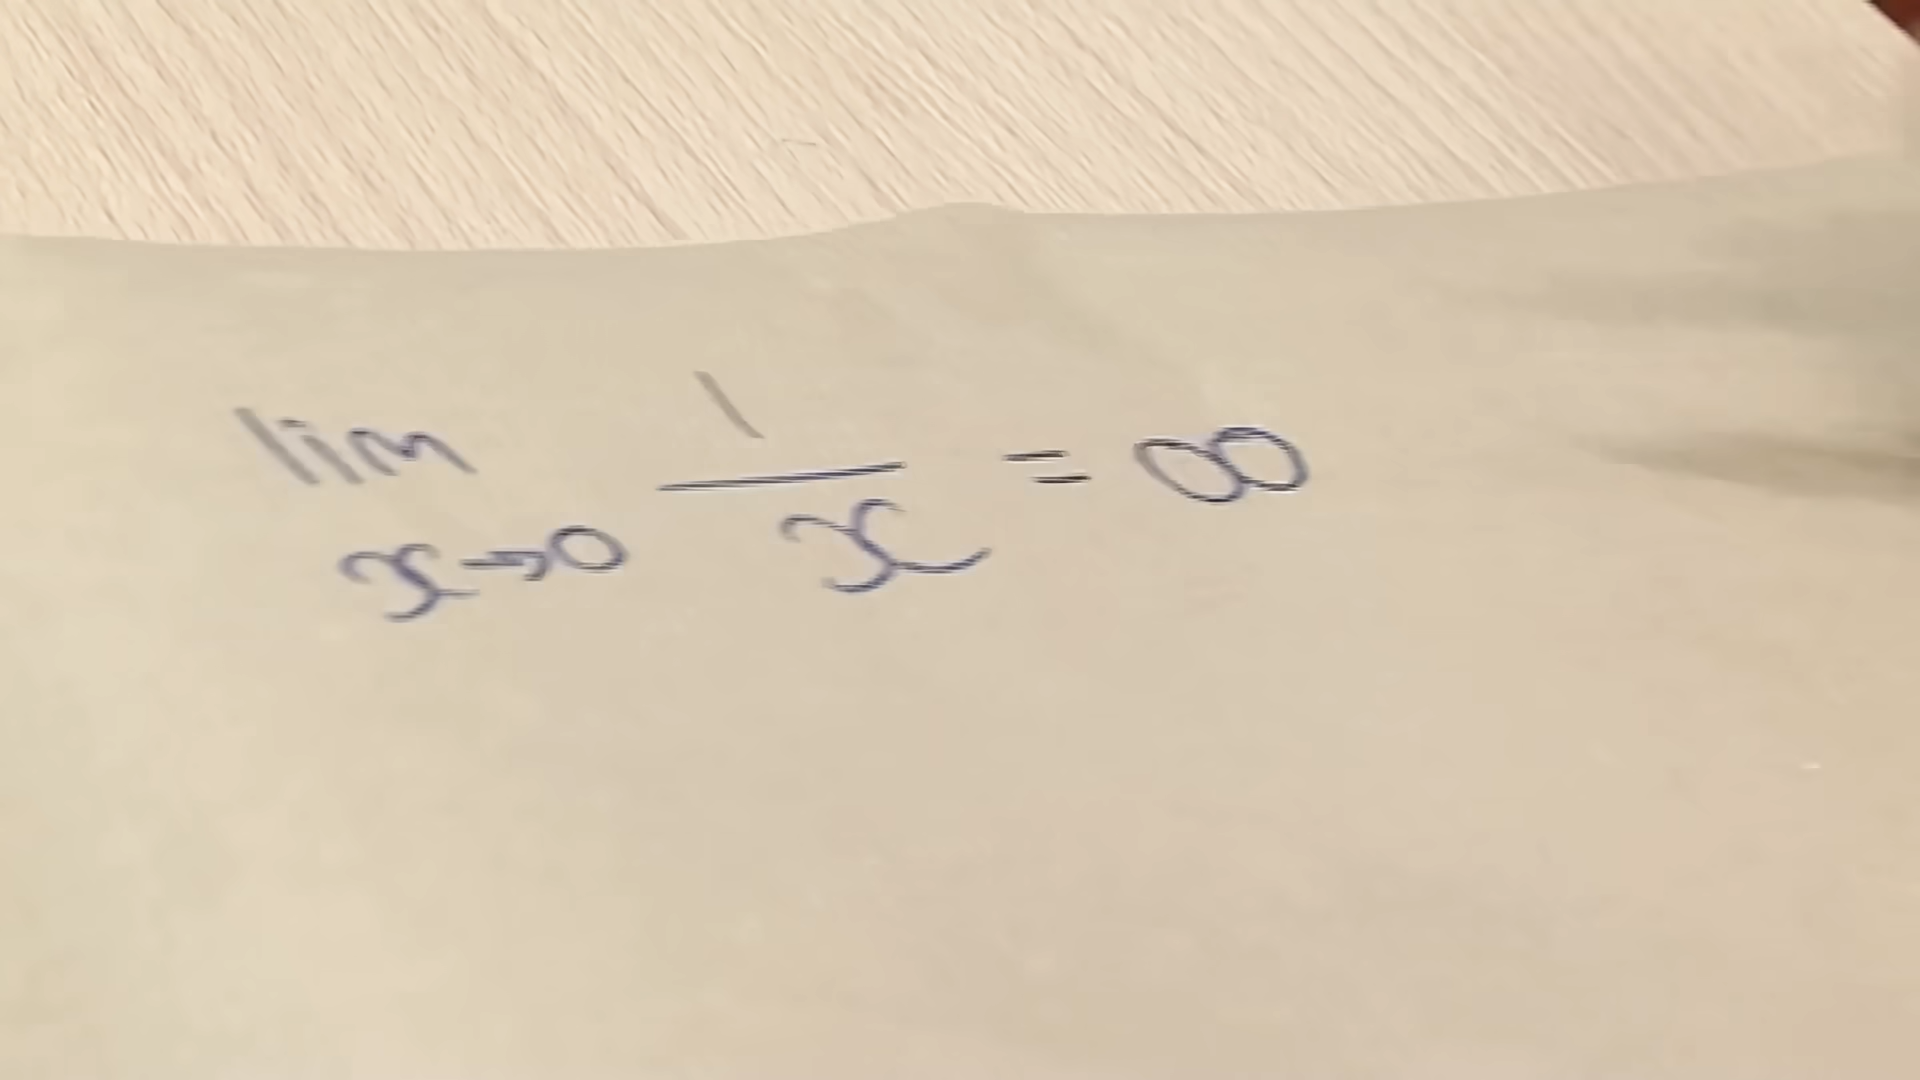 lim 1/x = ∞
x→0